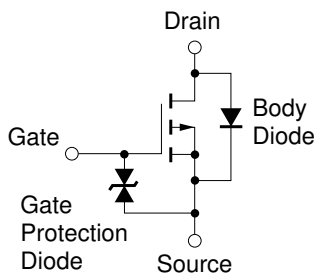 Drain
Body
Diode
Gate
Gate
Protection
Diode
Source